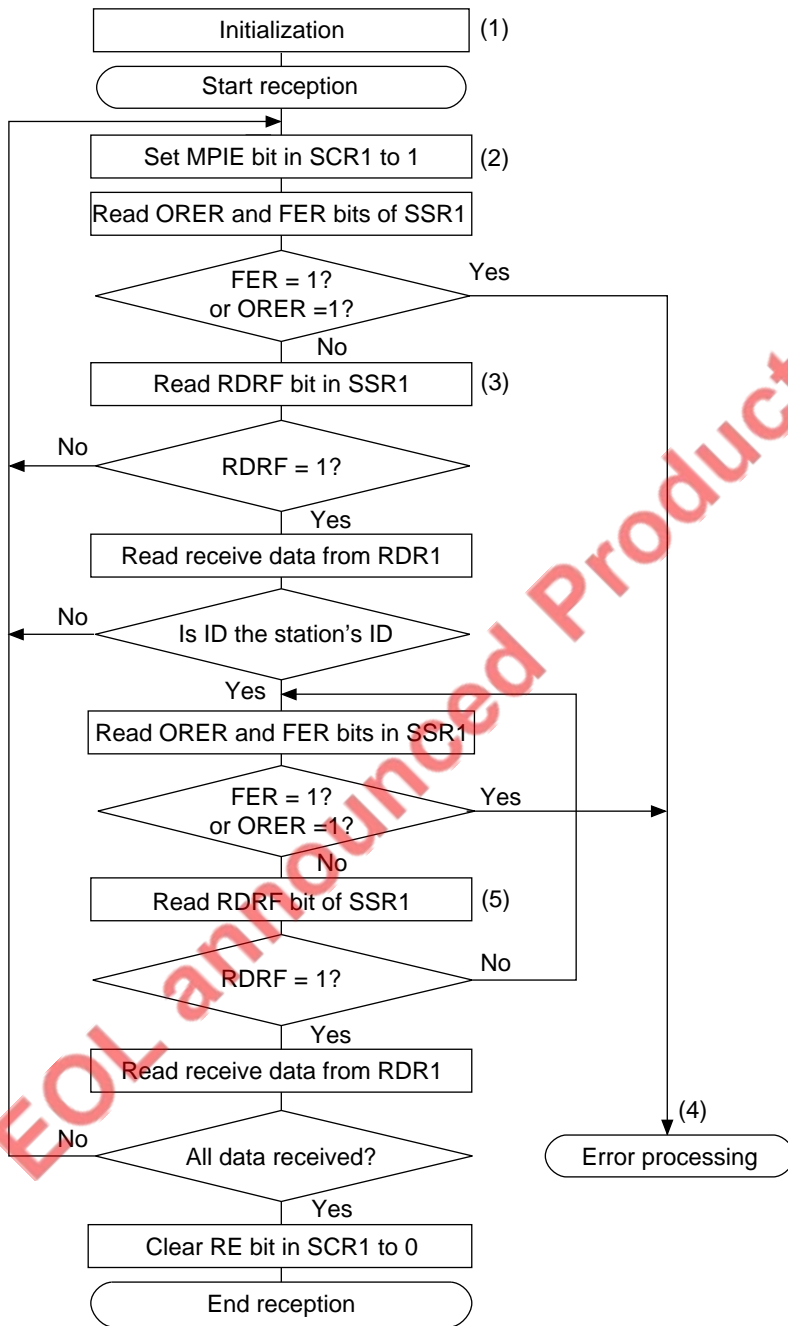 Initialization (1)
Start reception
Set MPIE bit in SCR1 to 1 (2)
Read ORER and FER bits of SSR1
FER = 1?
or ORER =1?
Yes
No
Read RDRF bit in SSR1 (3)
No
RDRF = 1?
Yes
Read receive data from RDR1
No
Is ID the station's ID
Yes
Read ORER and FER bits in SSR1
FER = 1?
or ORER =1?
Yes
No
Read RDRF bit of SSR1 (5)
RDRF = 1?
No
Yes
Read receive data from RDR1
No
All data received?
(4)
Error processing
Yes
Clear RE bit in SCR1 to 0
End reception
EOL announced Product